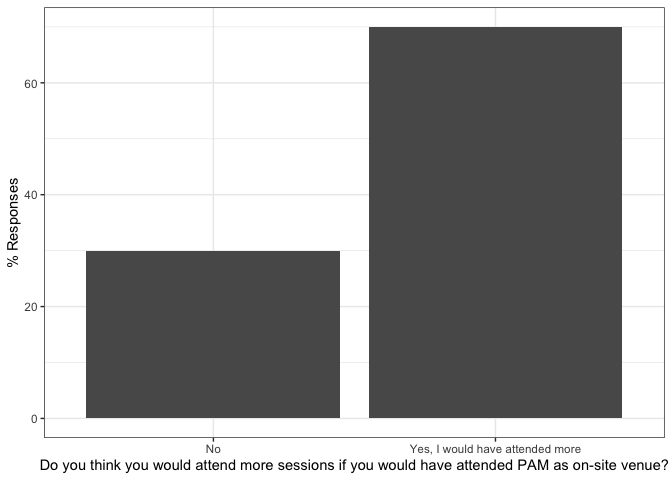 % Responses
60
40
20
0
No
Yes, I would have attended more
Do you think you would attend more sessions if you would have attended PAM as on-site venue?